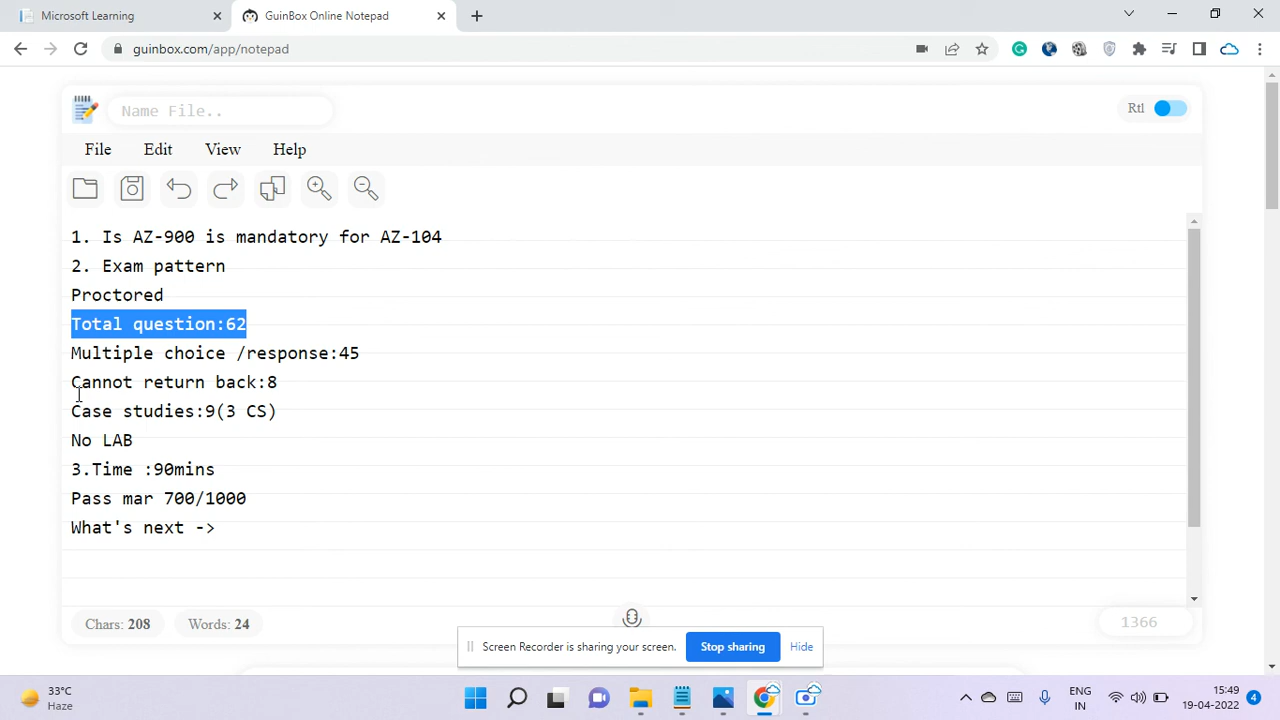 Microsoft Learning
GuinBox Online Notepad
guinbox.com/app/notepad
Name File..
Rtl
File Edit View Help
1. Is AZ-900 is mandatory for AZ-104
2. Exam pattern
Proctored
Total question:62
Multiple choice /response:45
Cannot return back:8
Case studies:9(3 CS)
No LAB
3.Time :90mins
Pass mar 700/1000
What's next ->
Chars: 208 Words: 24
1366
Screen Recorder is sharing your screen. Stop sharing Hide
33°C
Haze
ENG
IN
15:49
19-04-2022
4